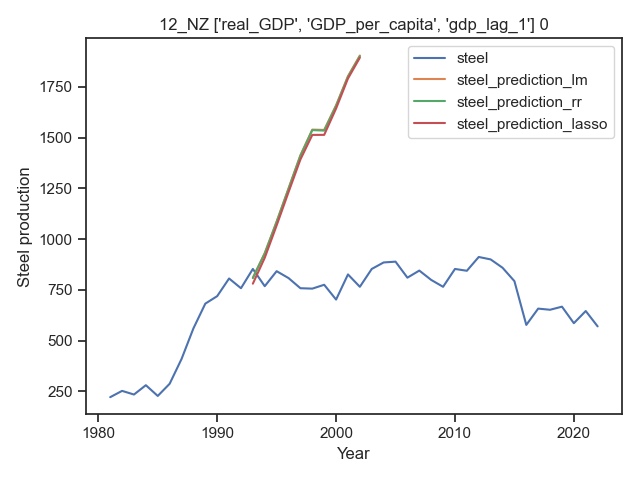 12_NZ ['real_GDP', 'GDP_per_capita', 'gdp_lag_1'] 0
steel
steel_prediction_lm
steel_prediction_rr
steel_prediction_lasso
Steel production
1750
1500
1250
1000
750
500
250
1980
1990
2000
2010
2020
Year